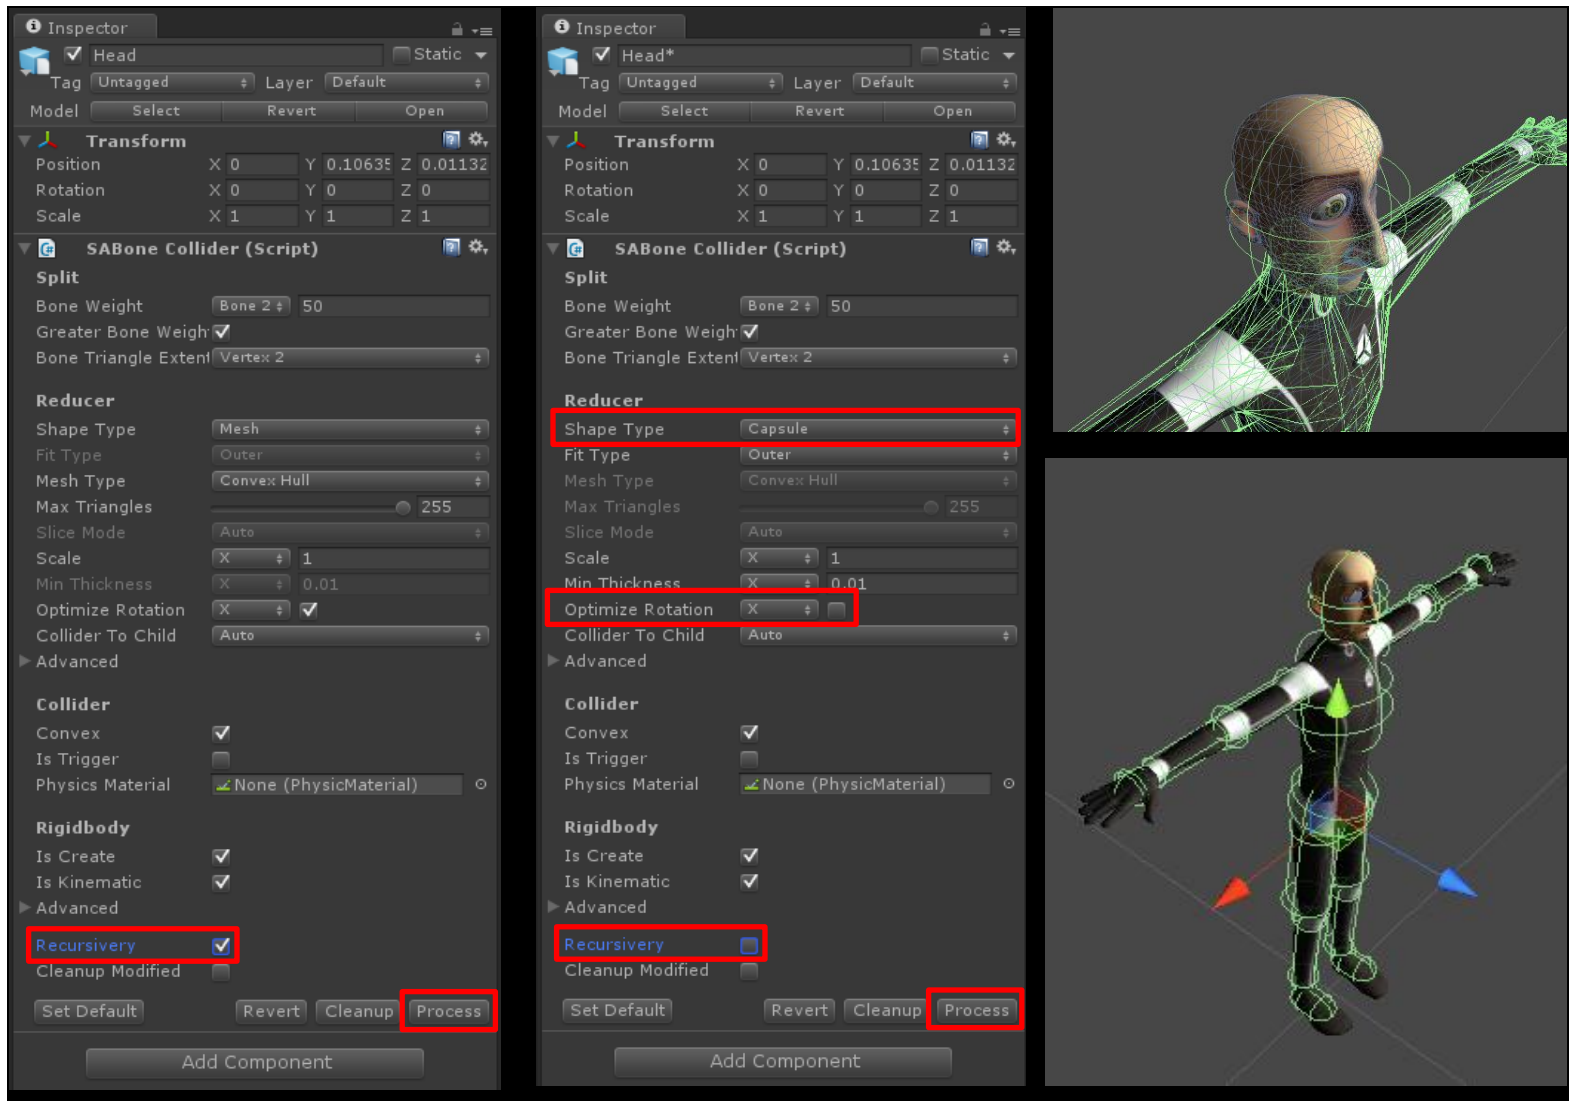 Inspector
Head
Static
Tag Untagged Layer Default
Model Select Revert Open
Transform
Position X 0 Y 0.10635 Z 0.01132
Rotation X 0 Y 0 Z 0
Scale X 1 Y 1 Z 1
SABone Collider (Script)
Split
Bone Weight Bone 2 50
Greater Bone Weigh
Bone Triangle Extent Vertex 2
Reducer
Shape Type Mesh
Fit Type Outer
Mesh Type Convex Hull
Max Triangles 255
Slice Mode Auto
Scale X 1
Min Thickness X 0.01
Optimize Rotation X
Collider To Child Auto
Advanced
Collider
Convex
Is Trigger
Physics Material None (PhysicMaterial)
Rigidbody
Is Create
Is Kinematic
Advanced
Recursivery
Cleanup Modified
Set Default Revert Cleanup Process
Add Component
Inspector
Head*
Static
Tag Untagged Layer Default
Model Select Revert Open
Transform
Position X 0 Y 0.10635 Z 0.01132
Rotation X 0 Y 0 Z 0
Scale X 1 Y 1 Z 1
SABone Collider (Script)
Split
Bone Weight Bone 2 50
Greater Bone Weigh
Bone Triangle Extent Vertex 2
Reducer
Shape Type Capsule
Fit Type Outer
Mesh Type Convex Hull
Max Triangles 255
Slice Mode Auto
Scale X 1
Min Thickness X 0.01
Optimize Rotation X
Collider To Child Auto
Advanced
Collider
Convex
Is Trigger
Physics Material None (PhysicMaterial)
Rigidbody
Is Create
Is Kinematic
Advanced
Recursivery
Cleanup Modified
Set Default Revert Cleanup Process
Add Component